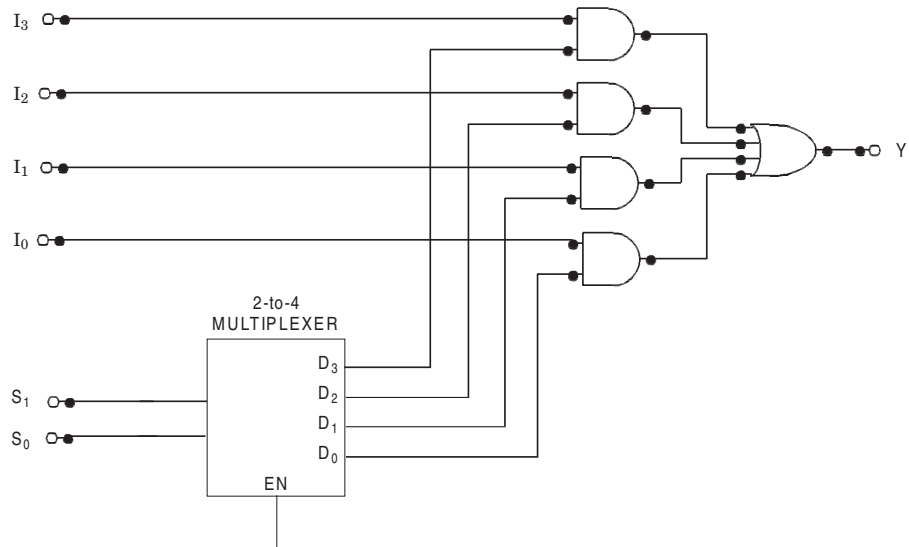 I3
I2
I1
I0
Y
2-to-4
MULTIPLEXER
D3
D2
D1
D0
S1
S0
EN